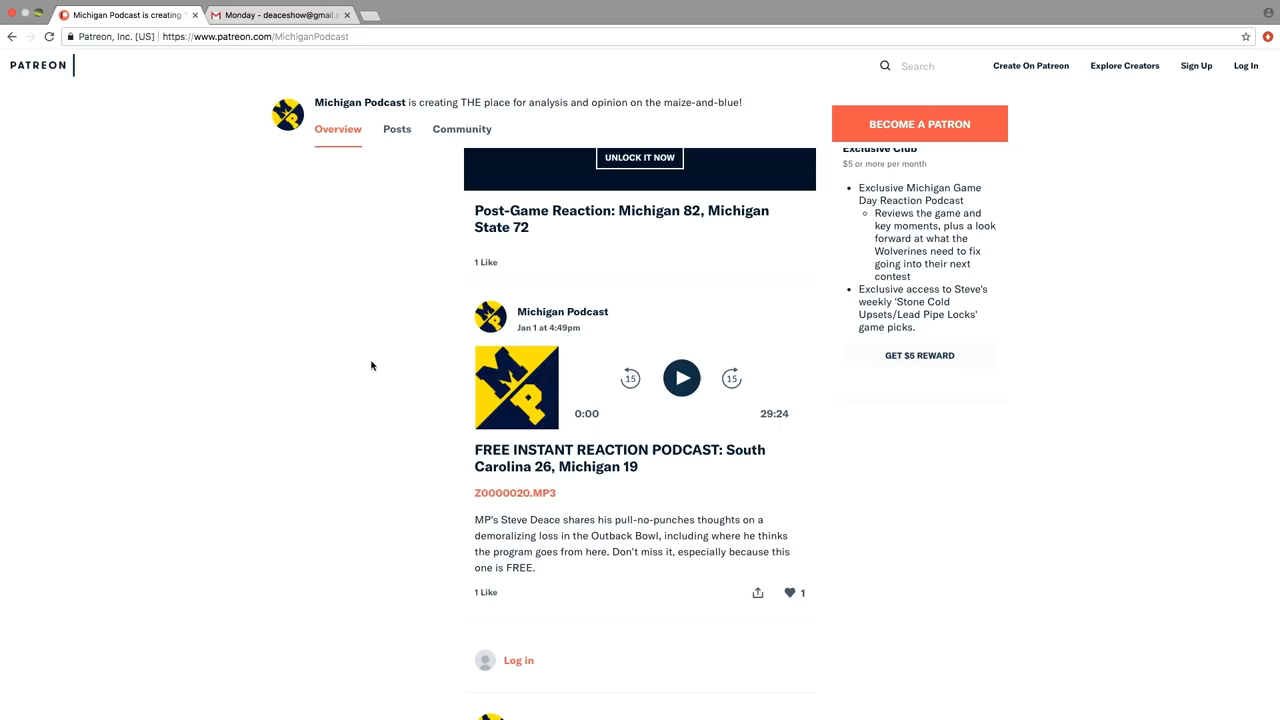 Michigan Podcast is creating
Monday - deaceshow@gmail.c
Patreon, Inc. [US]
https://www.patreon.com/MichiganPodcast
PATREON
Search
Create On Patreon
Explore Creators
Sign Up
Log In
Michigan Podcast is creating THE place for analysis and opinion on the maize-and-blue!
Overview
Posts
Community
BECOME A PATRON
UNLOCK IT NOW
Post-Game Reaction: Michigan 82, Michigan
State 72
1 Like
Michigan Podcast
Jan 1 at 4:49pm
MP
15
15
0:00
29:24
FREE INSTANT REACTION PODCAST: South
Carolina 26, Michigan 19
Z0000020.MP3
MP's Steve Deace shares his pull-no-punches thoughts on a
demoralizing loss in the Outback Bowl, including where he thinks
the program goes from here. Don't miss it, especially because this
one is FREE.
1 Like
1
Log in
Exclusive Club
$5 or more per month
Exclusive Michigan Game
Day Reaction Podcast
Reviews the game and
key moments, plus a look
forward at what the
Wolverines need to fix
going into their next
contest
Exclusive access to Steve's
weekly 'Stone Cold
Upsets/Lead Pipe Locks'
game picks.
GET $5 REWARD